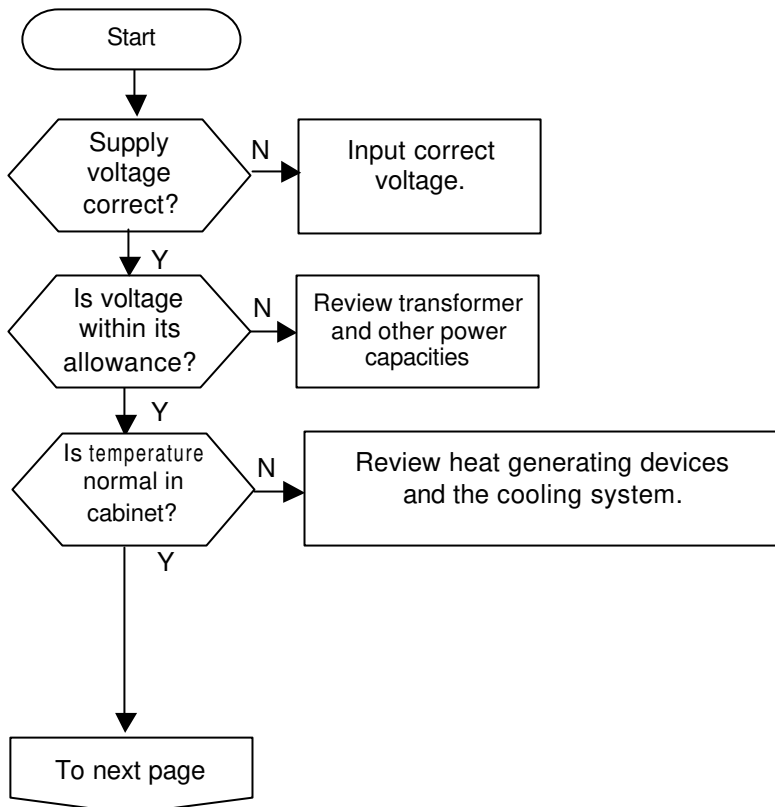 Start
Supply
voltage
correct?
N
Input correct
voltage.
Y
Is voltage
within its
allowance?
N
Review transformer
and other power
capacities
Y
Is temperature
normal in
cabinet?
N
Review heat generating devices
and the cooling system.
Y
To next page